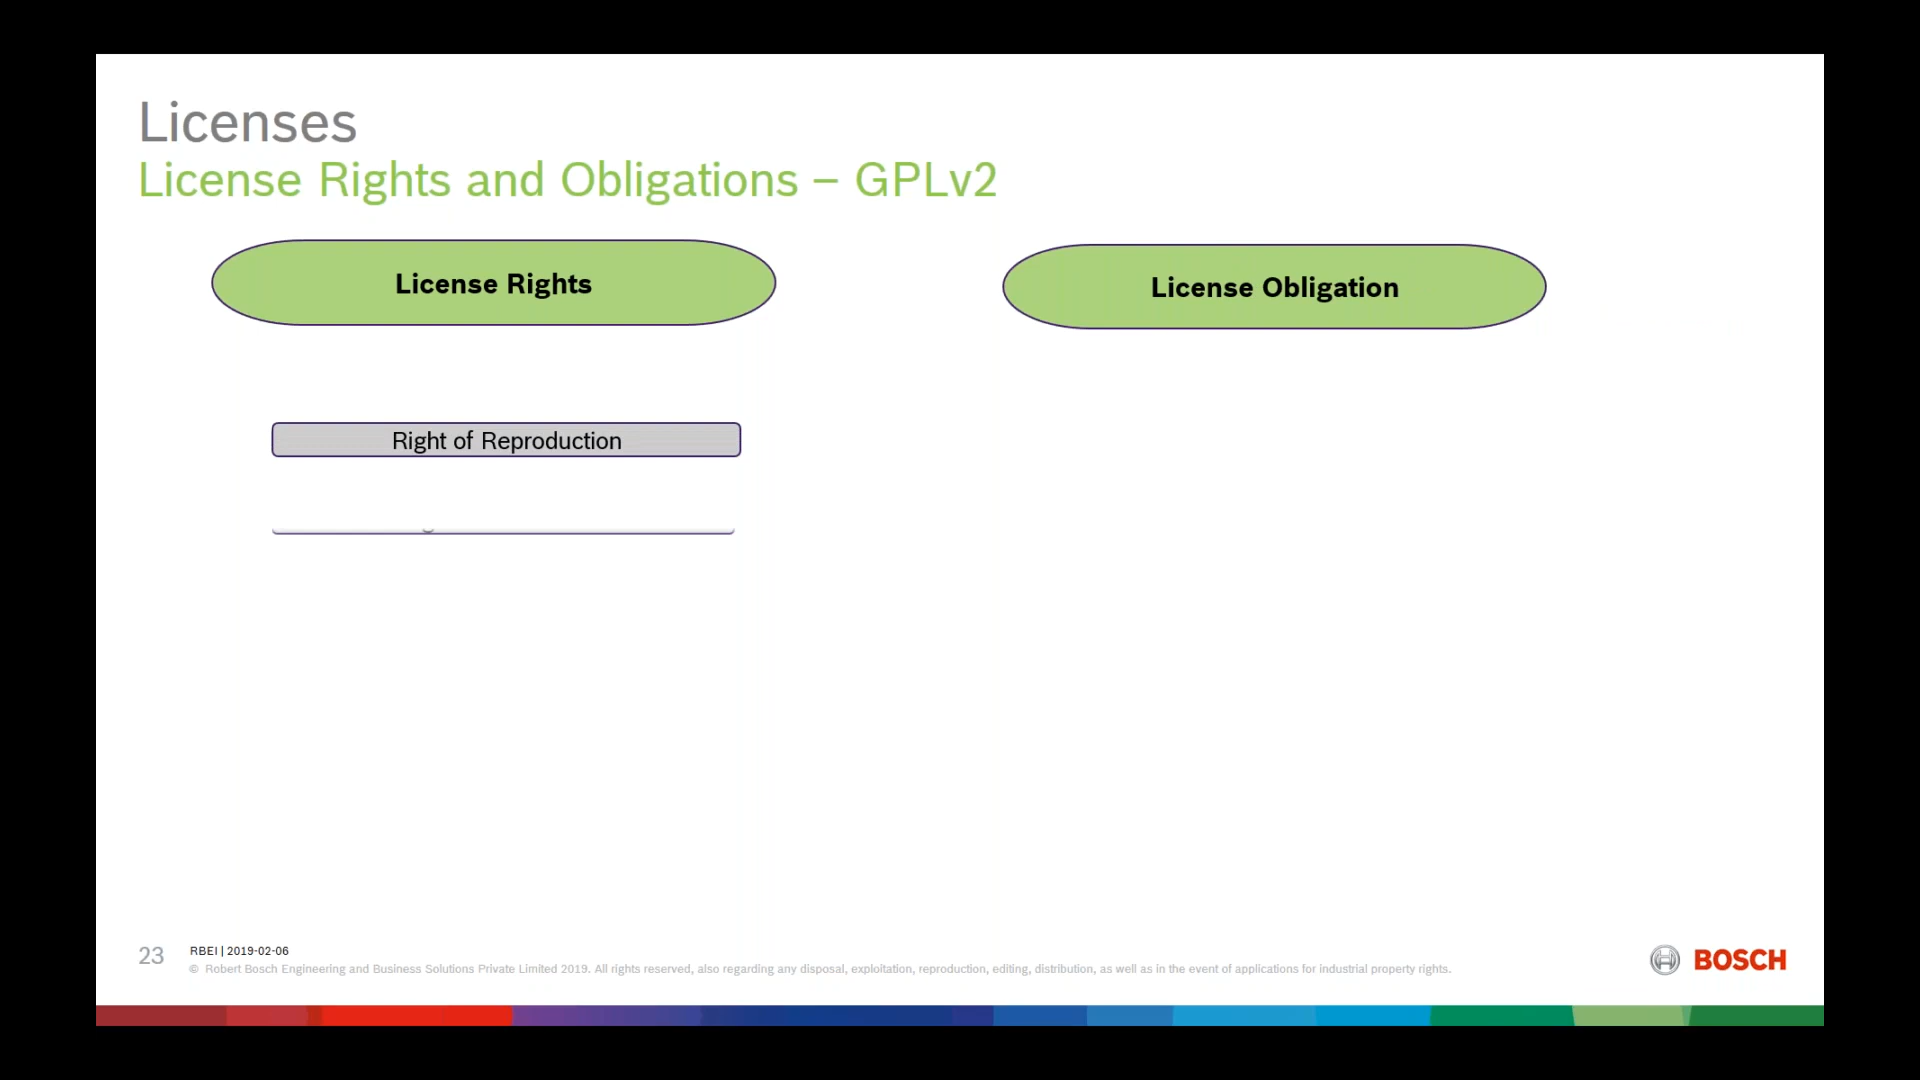 Licenses
License Rights and Obligations – GPLv2
License Rights
License Obligation
Right of Reproduction
23
RBEI | 2019-02-06
© Robert Bosch Engineering and Business Solutions Private Limited 2019. All rights reserved, also regarding any disposal, exploitation, reproduction, editing, distribution, as well as in the event of applications for industrial property rights.
BOSCH